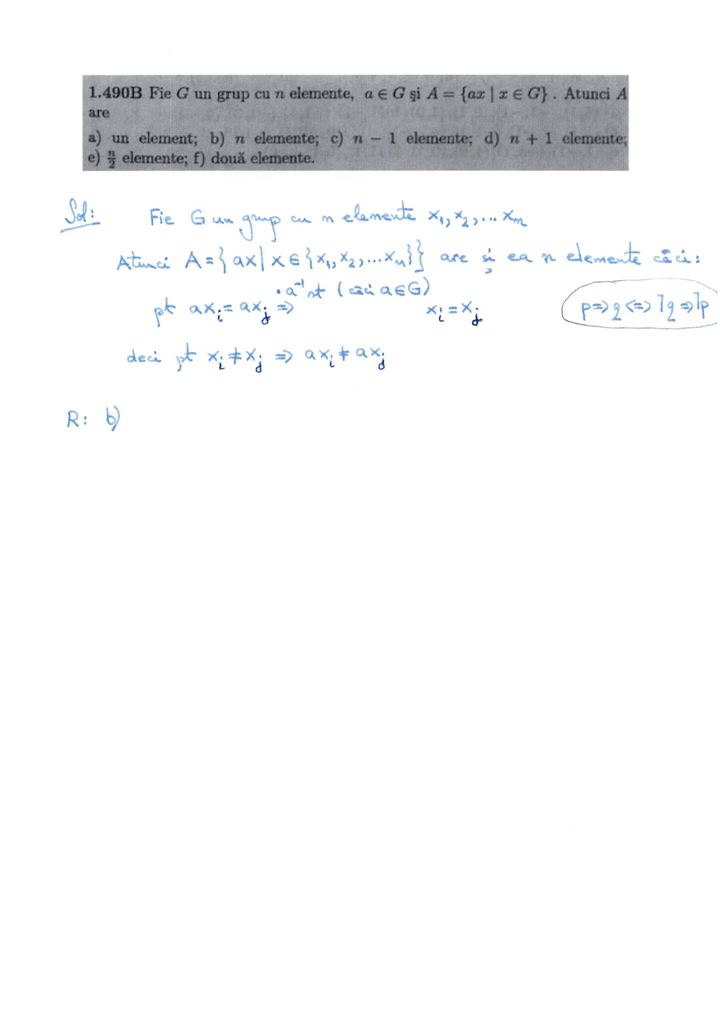 1.490B Fie G un grup cu n elemente, a ∈ G și A = {ax | x ∈ G} . Atunci A
are
a) un element; b) n elemente; c) n − 1 elemente; d) n + 1 elemente;
e) n/2 elemente; f) două elemente.
Sol: Fie G un grup cu n elemente x₁, x₂, ... xₙ
Atunci A = {ax | x ∈ {x₁, x₂, ... xₙ}} are și ea n elemente căci:
· a⁻¹ st (căci a ∈ G)
pt axᵢ = axⱼ => xᵢ = xⱼ (p => q <=> ⌉q => ⌉p)
deci pt xᵢ ≠ xⱼ => axᵢ ≠ axⱼ
R: b)